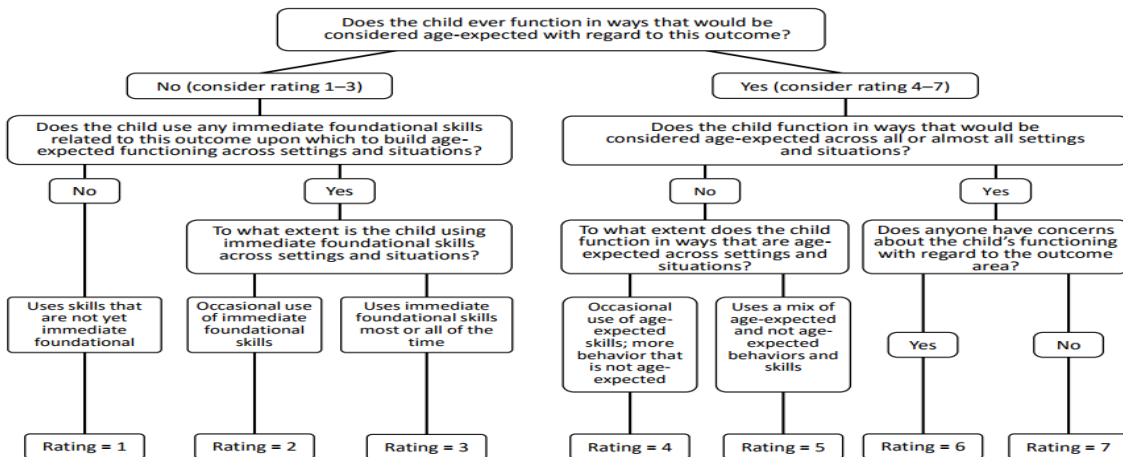 Does the child ever function in ways that would be
considered age-expected with regard to this outcome?
No (consider rating 1–3)
Yes (consider rating 4–7)
Does the child use any immediate foundational skills
related to this outcome upon which to build age-
expected functioning across settings and situations?
Does the child function in ways that would be
considered age-expected across all or almost all settings
and situations?
No
Yes
No
Yes
To what extent is the child using
immediate foundational skills
across settings and situations?
To what extent does the child
function in ways that are age-
expected across settings and
situations?
Does anyone have concerns
about the child's functioning
with regard to the outcome
area?
Uses skills that
are not yet
immediate
foundational
Occasional use
of immediate
foundational
skills
Uses immediate
foundational skills
most or all of the
time
Occasional
use of age-
expected
skills; more
behavior that
is not age-
expected
Uses a mix of
age-expected
and not age-
expected
behaviors and
skills
Yes
No
Rating = 1
Rating = 2
Rating = 3
Rating = 4
Rating = 5
Rating = 6
Rating = 7